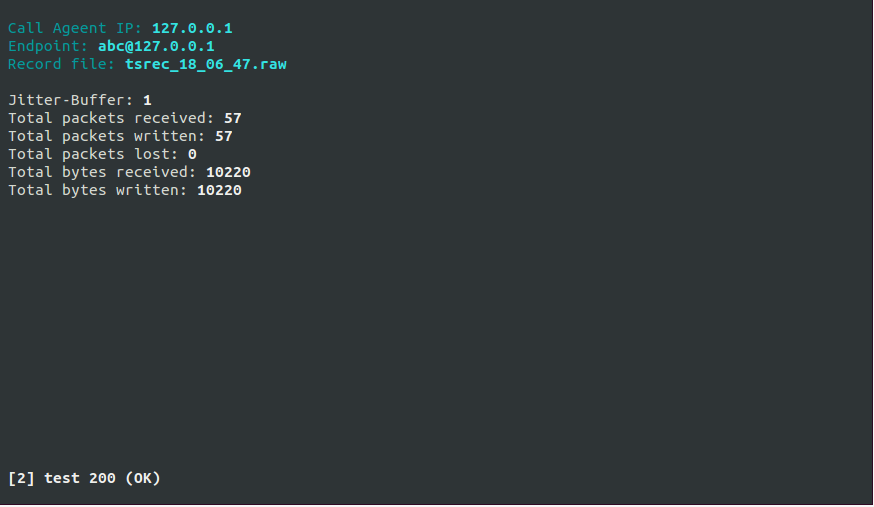 Call Ageent IP: 127.0.0.1
Endpoint: abc@127.0.0.1
Record file: tsrec_18_06_47.raw
Jitter-Buffer: 1
Total packets received: 57
Total packets written: 57
Total packets lost: 0
Total bytes received: 10220
Total bytes written: 10220
[2] test 200 (OK)